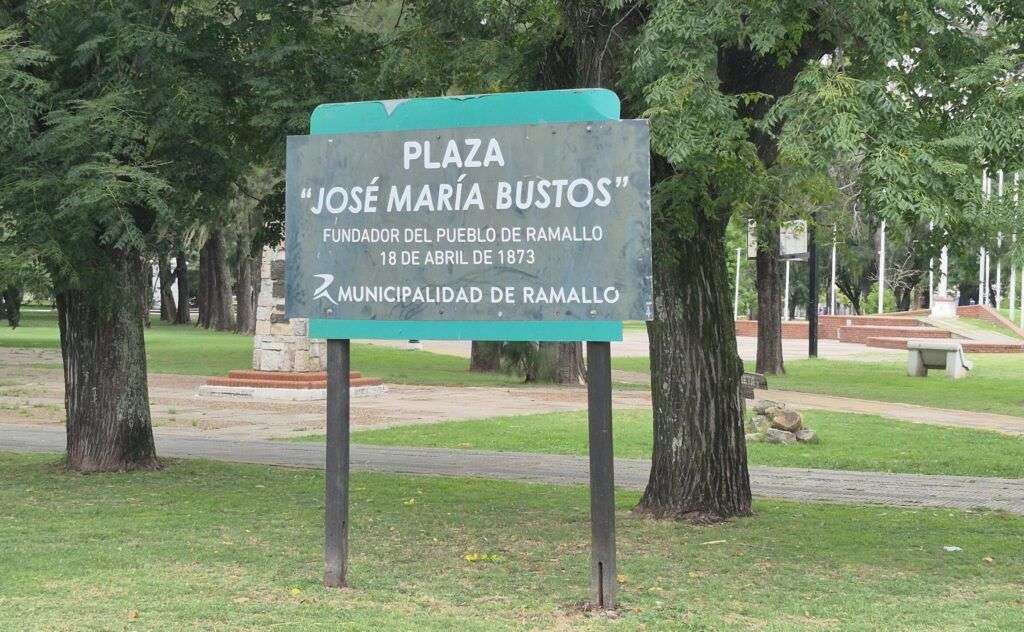 PLAZA
"JOSÉ MARÍA BUSTOS"
FUNDADOR DEL PUEBLO DE RAMALLO
18 DE ABRIL DE 1873
MUNICIPALIDAD DE RAMALLO